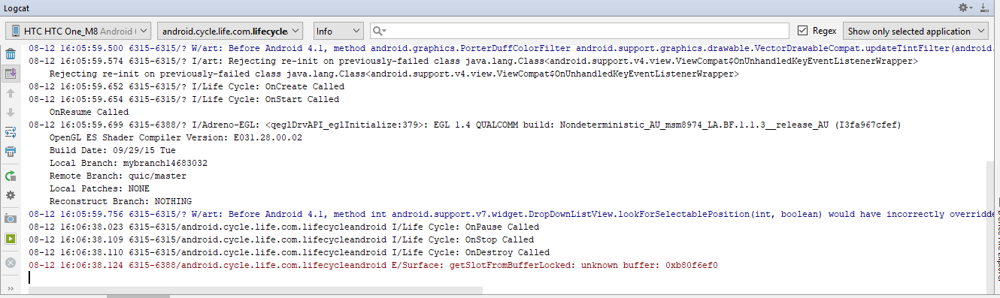 Logcat
HTC HTC One_M8 Android
android.cycle.life.com.lifecycle
Info
Regex
Show only selected application
08-12 16:05:59.500 6315-6315/? W/art: Before Android 4.1, method android.graphics.PorterDuffColorFilter android.support.graphics.drawable.VectorDrawableCompat.updateTintFilter(android.
08-12 16:05:59.574 6315-6315/? I/art: Rejecting re-init on previously-failed class java.lang.Class<android.support.v4.view.ViewCompat$OnUnhandledKeyEventListenerWrapper>
Rejecting re-init on previously-failed class java.lang.Class<android.support.v4.view.ViewCompat$OnUnhandledKeyEventListenerWrapper>
08-12 16:05:59.652 6315-6315/? I/Life Cycle: OnCreate Called
08-12 16:05:59.654 6315-6315/? I/Life Cycle: OnStart Called
OnResume Called
08-12 16:05:59.699 6315-6388/? I/Adreno-EGL: <qeglDrvAPI_eglInitialize:379>: EGL 1.4 QUALCOMM build: Nondeterministic_AU_msm8974_LA.BF.1.1.3__release_AU (I3fa967cfef)
OpenGL ES Shader Compiler Version: E031.28.00.02
Build Date: 09/29/15 Tue
Local Branch: mybranch14683032
Remote Branch: quic/master
Local Patches: NONE
Reconstruct Branch: NOTHING
08-12 16:05:59.756 6315-6315/? W/art: Before Android 4.1, method int android.support.v7.widget.DropDownListView.lookForSelectablePosition(int, boolean) would have incorrectly overridde
08-12 16:06:38.023 6315-6315/android.cycle.life.com.lifecycleandroid I/Life Cycle: OnPause Called
08-12 16:06:38.109 6315-6315/android.cycle.life.com.lifecycleandroid I/Life Cycle: OnStop Called
08-12 16:06:38.110 6315-6315/android.cycle.life.com.lifecycleandroid I/Life Cycle: OnDestroy Called
08-12 16:06:38.124 6315-6388/android.cycle.life.com.lifecycleandroid E/Surface: getSlotFromBufferLocked: unknown buffer: 0xb80f6ef0